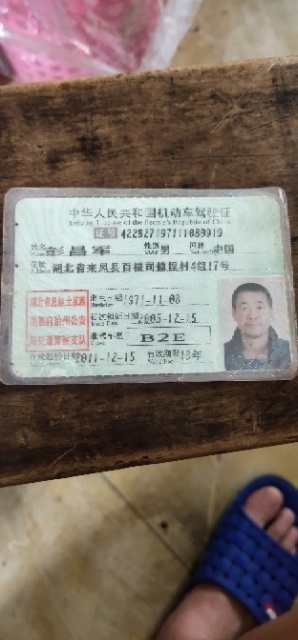 中华人民共和国机动车驾驶证
Driving License of the People's Republic of China
证号 422827197111080919
姓名 彭昌军 性别 男 国籍 中国
住址 湖北省来凤县百福司镇 村4组17号
出生日期 1971-11-08
初次领证日期 2005-12-15
准驾车型 B2E
有效起始日期 2011-12-15 有效期限 10年
湖北省恩施土家族
苗族自治州公安
局交通警察支队